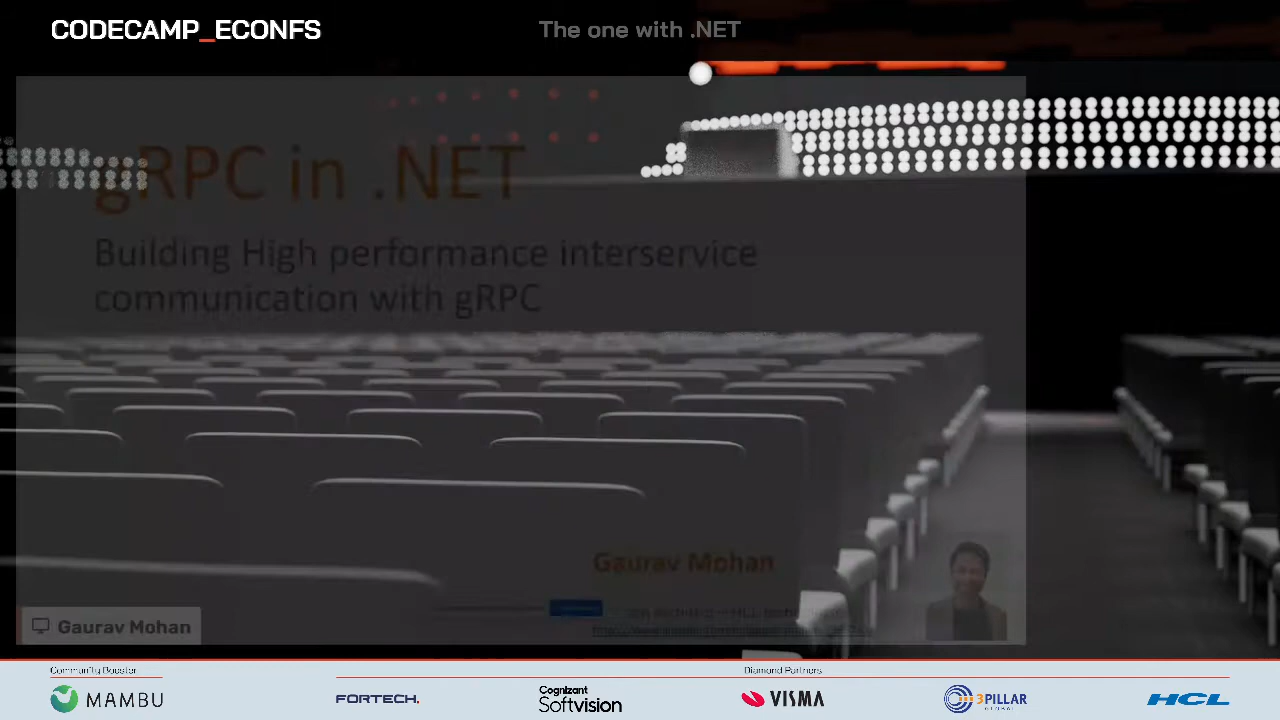 CODECAMP_ECONFS
The one with .NET
gRPC in .NET
Building High performance interservice
communication with gRPC
Gaurav Mohan
Gaurav Mohan
Community Booster
Diamond Partners
MAMBU
FORTECH.
Cognizant
Softvision
VISMA
3PILLAR
GLOBAL
HCL